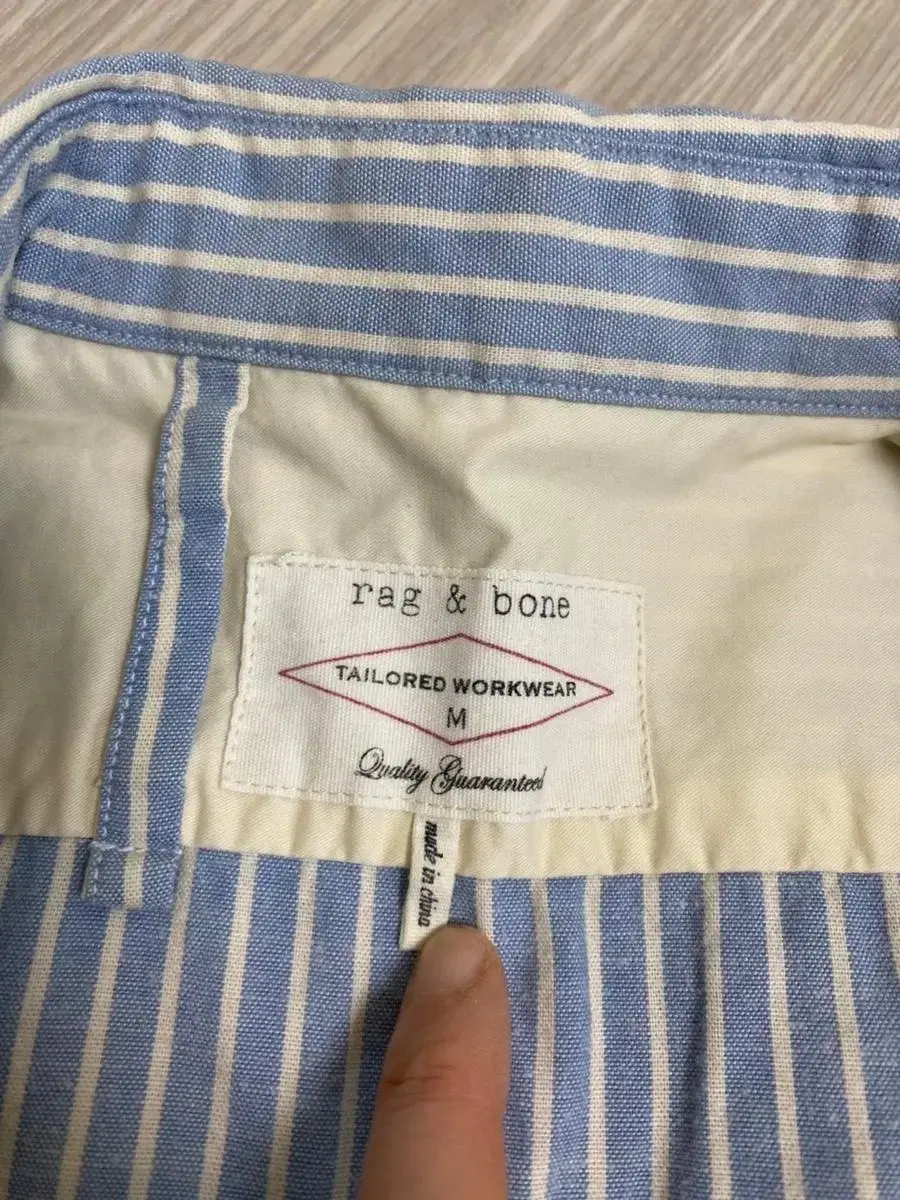 rag & bone
TAILORED WORKWEAR
M
Quality Guaranteed
made in china